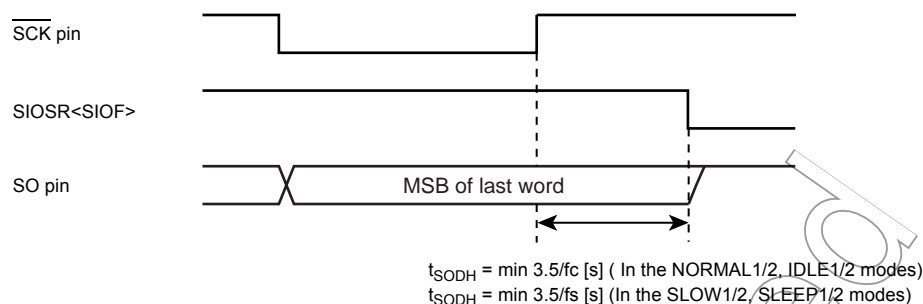 SCK pin
SIOSR<SIOF>
SO pin
MSB of last word
tSODH = min 3.5/fc [s] ( In the NORMAL1/2, IDLE1/2 modes)
tSODH = min 3.5/fs [s] (In the SLOW1/2, SLEEP1/2 modes)